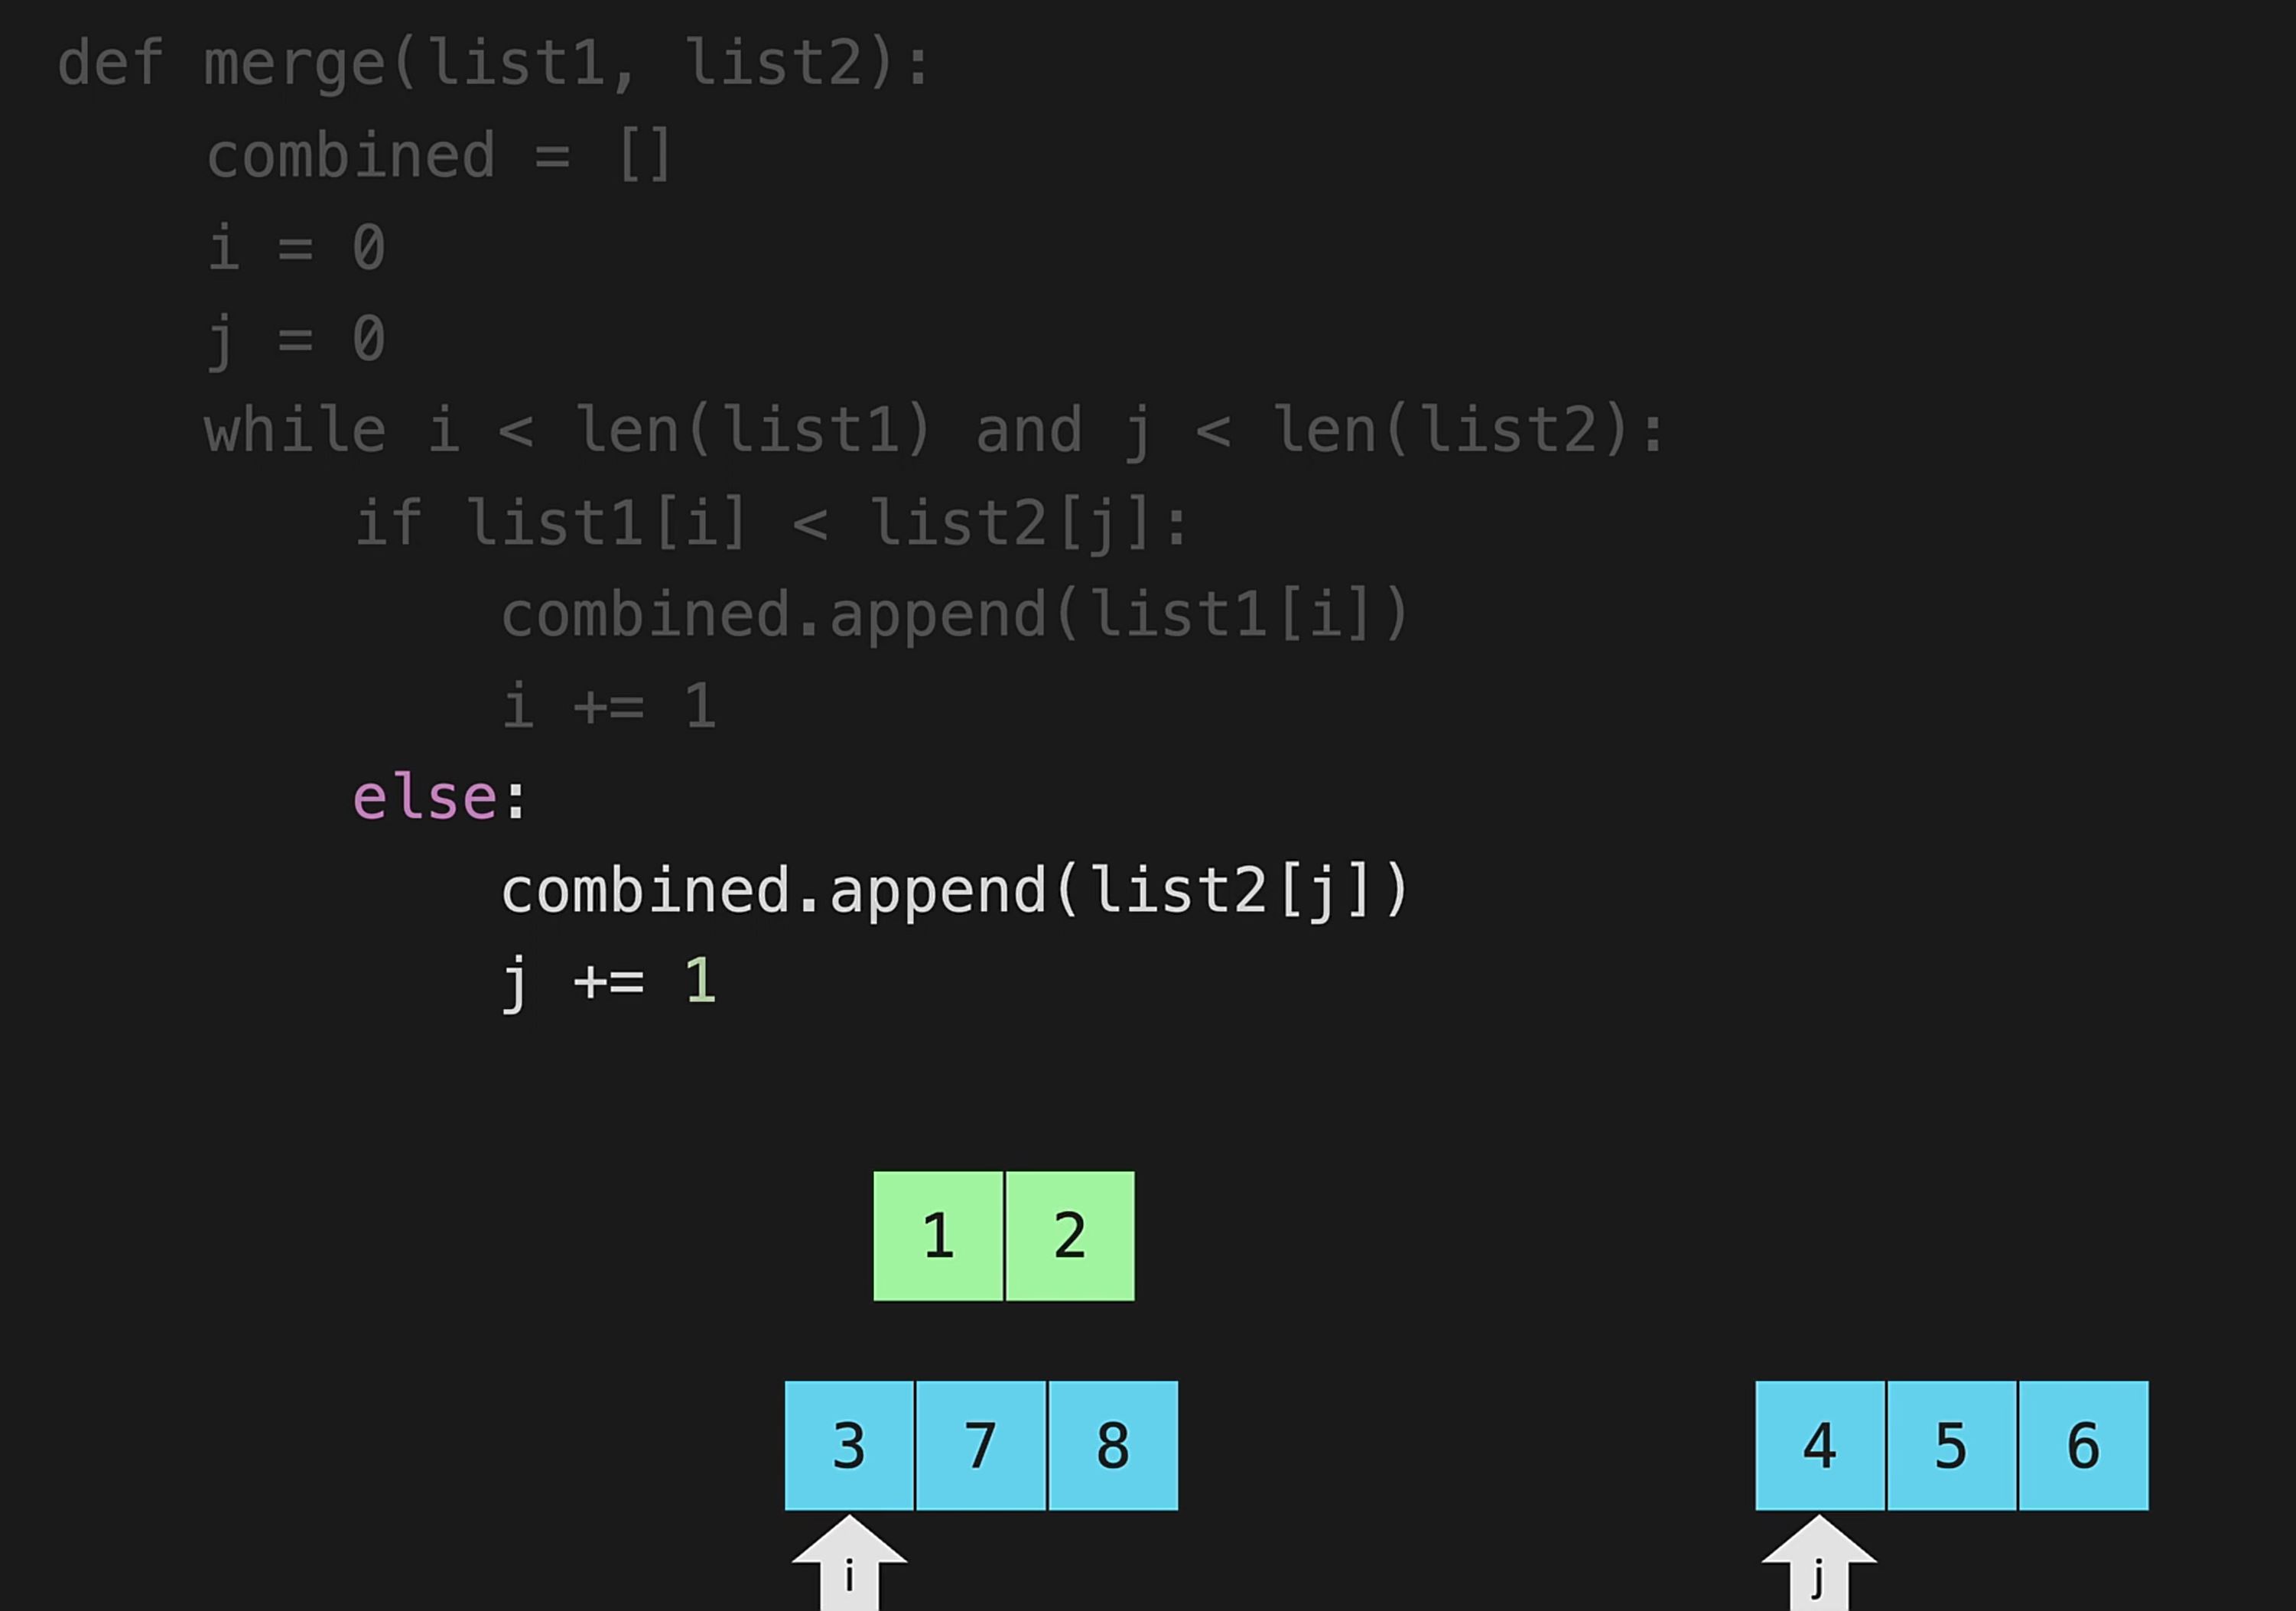 def merge(list1, list2):
    combined = []
    i = 0
    j = 0
    while i < len(list1) and j < len(list2):
        if list1[i] < list2[j]:
            combined.append(list1[i])
            i += 1
        else:
            combined.append(list2[j])
            j += 1
1 2
3 7 8 4 5 6
i j